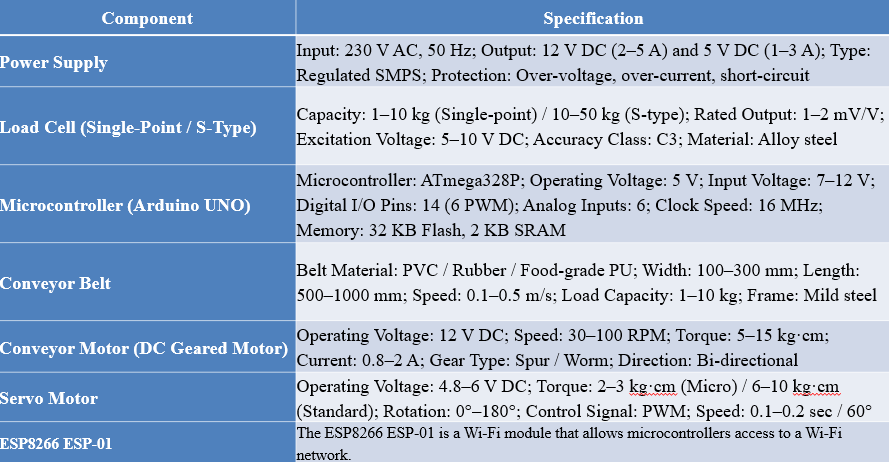 Component
Specification
Power Supply
Input: 230 V AC, 50 Hz; Output: 12 V DC (2–5 A) and 5 V DC (1–3 A); Type:
Regulated SMPS; Protection: Over-voltage, over-current, short-circuit
Load Cell (Single-Point / S-Type)
Capacity: 1–10 kg (Single-point) / 10–50 kg (S-type); Rated Output: 1–2 mV/V;
Excitation Voltage: 5–10 V DC; Accuracy Class: C3; Material: Alloy steel
Microcontroller (Arduino UNO)
Microcontroller: ATmega328P; Operating Voltage: 5 V; Input Voltage: 7–12 V;
Digital I/O Pins: 14 (6 PWM); Analog Inputs: 6; Clock Speed: 16 MHz;
Memory: 32 KB Flash, 2 KB SRAM
Conveyor Belt
Belt Material: PVC / Rubber / Food-grade PU; Width: 100–300 mm; Length:
500–1000 mm; Speed: 0.1–0.5 m/s; Load Capacity: 1–10 kg; Frame: Mild steel
Conveyor Motor (DC Geared Motor)
Operating Voltage: 12 V DC; Speed: 30–100 RPM; Torque: 5–15 kg·cm;
Current: 0.8–2 A; Gear Type: Spur / Worm; Direction: Bi-directional
Servo Motor
Operating Voltage: 4.8–6 V DC; Torque: 2–3 kg·cm (Micro) / 6–10 kg·cm
(Standard); Rotation: 0°–180°; Control Signal: PWM; Speed: 0.1–0.2 sec / 60°
ESP8266 ESP-01
The ESP8266 ESP-01 is a Wi-Fi module that allows microcontrollers access to a Wi-Fi
network.